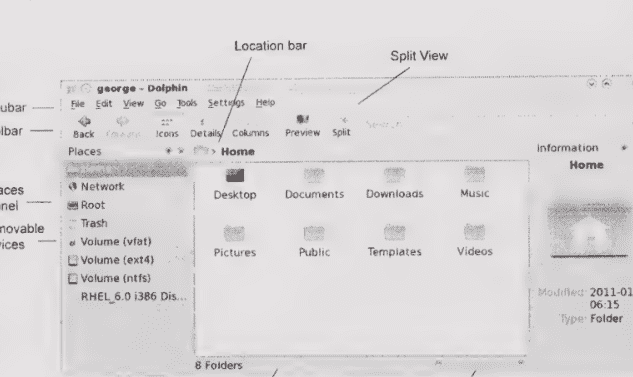 Location bar
Split View
george – Dolphin
ubar
File Edit View Go Tools Settings Help
lbar
Back Icons Details Columns Preview Split
Places
Home
Information
Home
aces
nel
Network
Root
Trash
movable
vices
Volume (vfat)
Volume (ext4)
Volume (ntfs)
RHEL_6.0 i386 Dis...
Desktop Documents Downloads Music
Pictures Public Templates Videos
Modified: 2011-01
06:15
Type: Folder
8 Folders